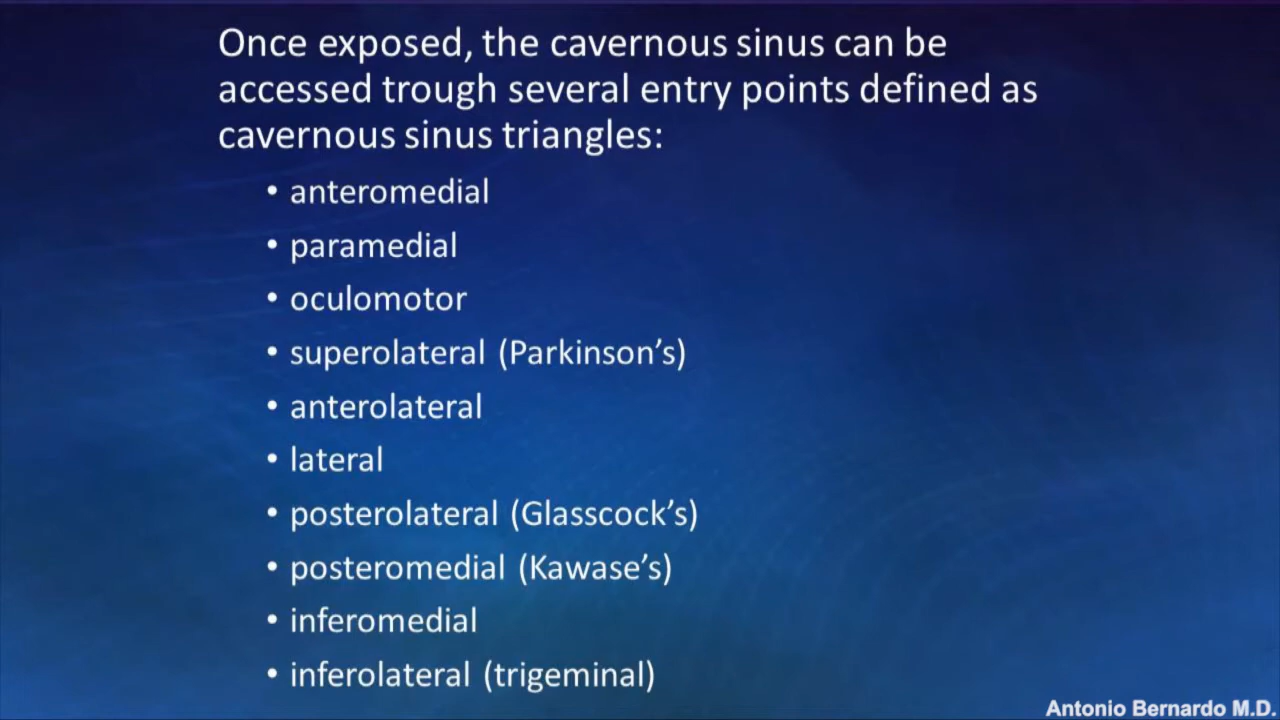 Once exposed, the cavernous sinus can be
accessed trough several entry points defined as
cavernous sinus triangles:
• anteromedial
• paramedial
• oculomotor
• superolateral (Parkinson’s)
• anterolateral
• lateral
• posterolateral (Glasscock’s)
• posteromedial (Kawase’s)
• inferomedial
• inferolateral (trigeminal)
Antonio Bernardo M.D.